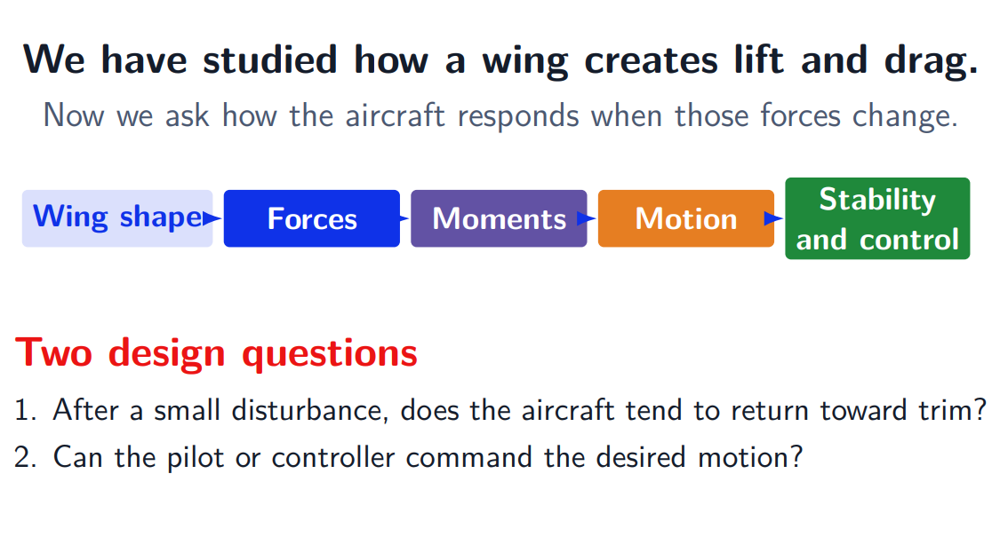 We have studied how a wing creates lift and drag.
Now we ask how the aircraft responds when those forces change.
Wing shape
Forces
Moments
Motion
Stability
and control
Two design questions
1. After a small disturbance, does the aircraft tend to return toward trim?
2. Can the pilot or controller command the desired motion?